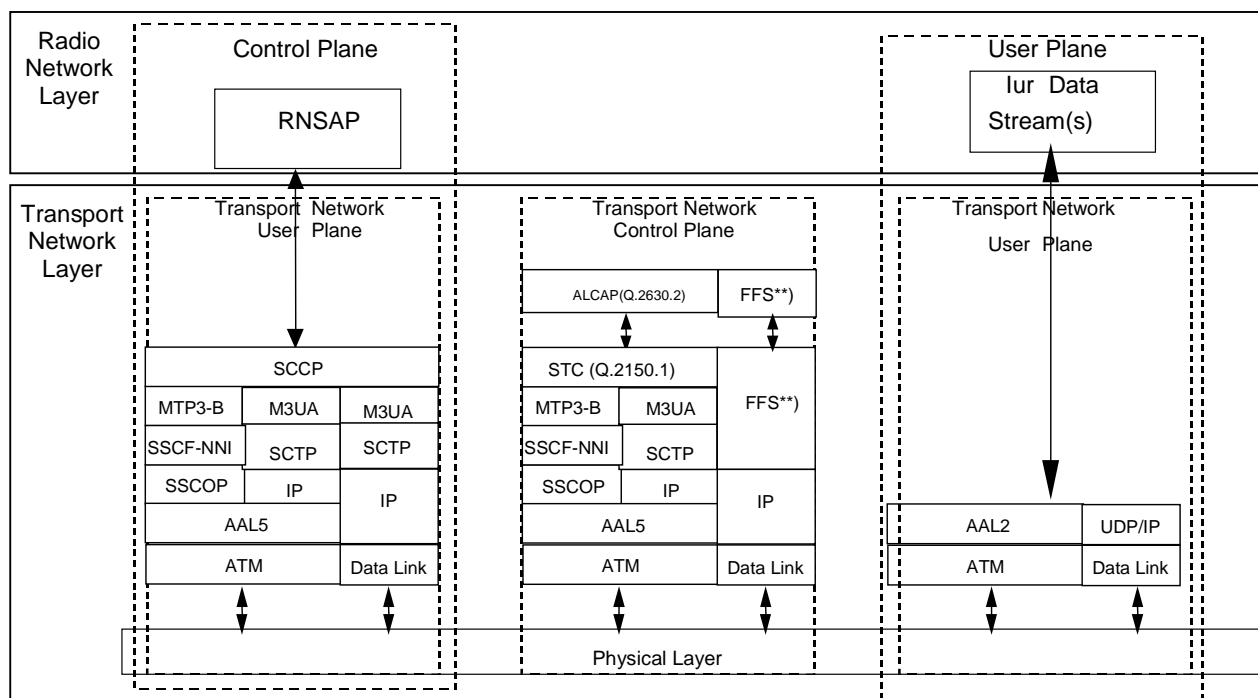 Radio
Network
Layer
Control Plane
User Plane
RNSAP
Iur Data
Stream(s)
Transport
Network
Layer
Transport Network
User Plane
Transport Network
Control Plane
Transport Network
User Plane
ALCAP(Q.2630.2)
FFS**)
SCCP
STC (Q.2150.1)
FFS**)
MTP3-B
M3UA
M3UA
MTP3-B
M3UA
SSCF-NNI
SCTP
SCTP
SSCF-NNI
SCTP
SSCOP
IP
IP
SSCOP
IP
IP
AAL5
AAL5
AAL2
UDP/IP
ATM
Data Link
ATM
Data Link
ATM
Data Link
Physical Layer